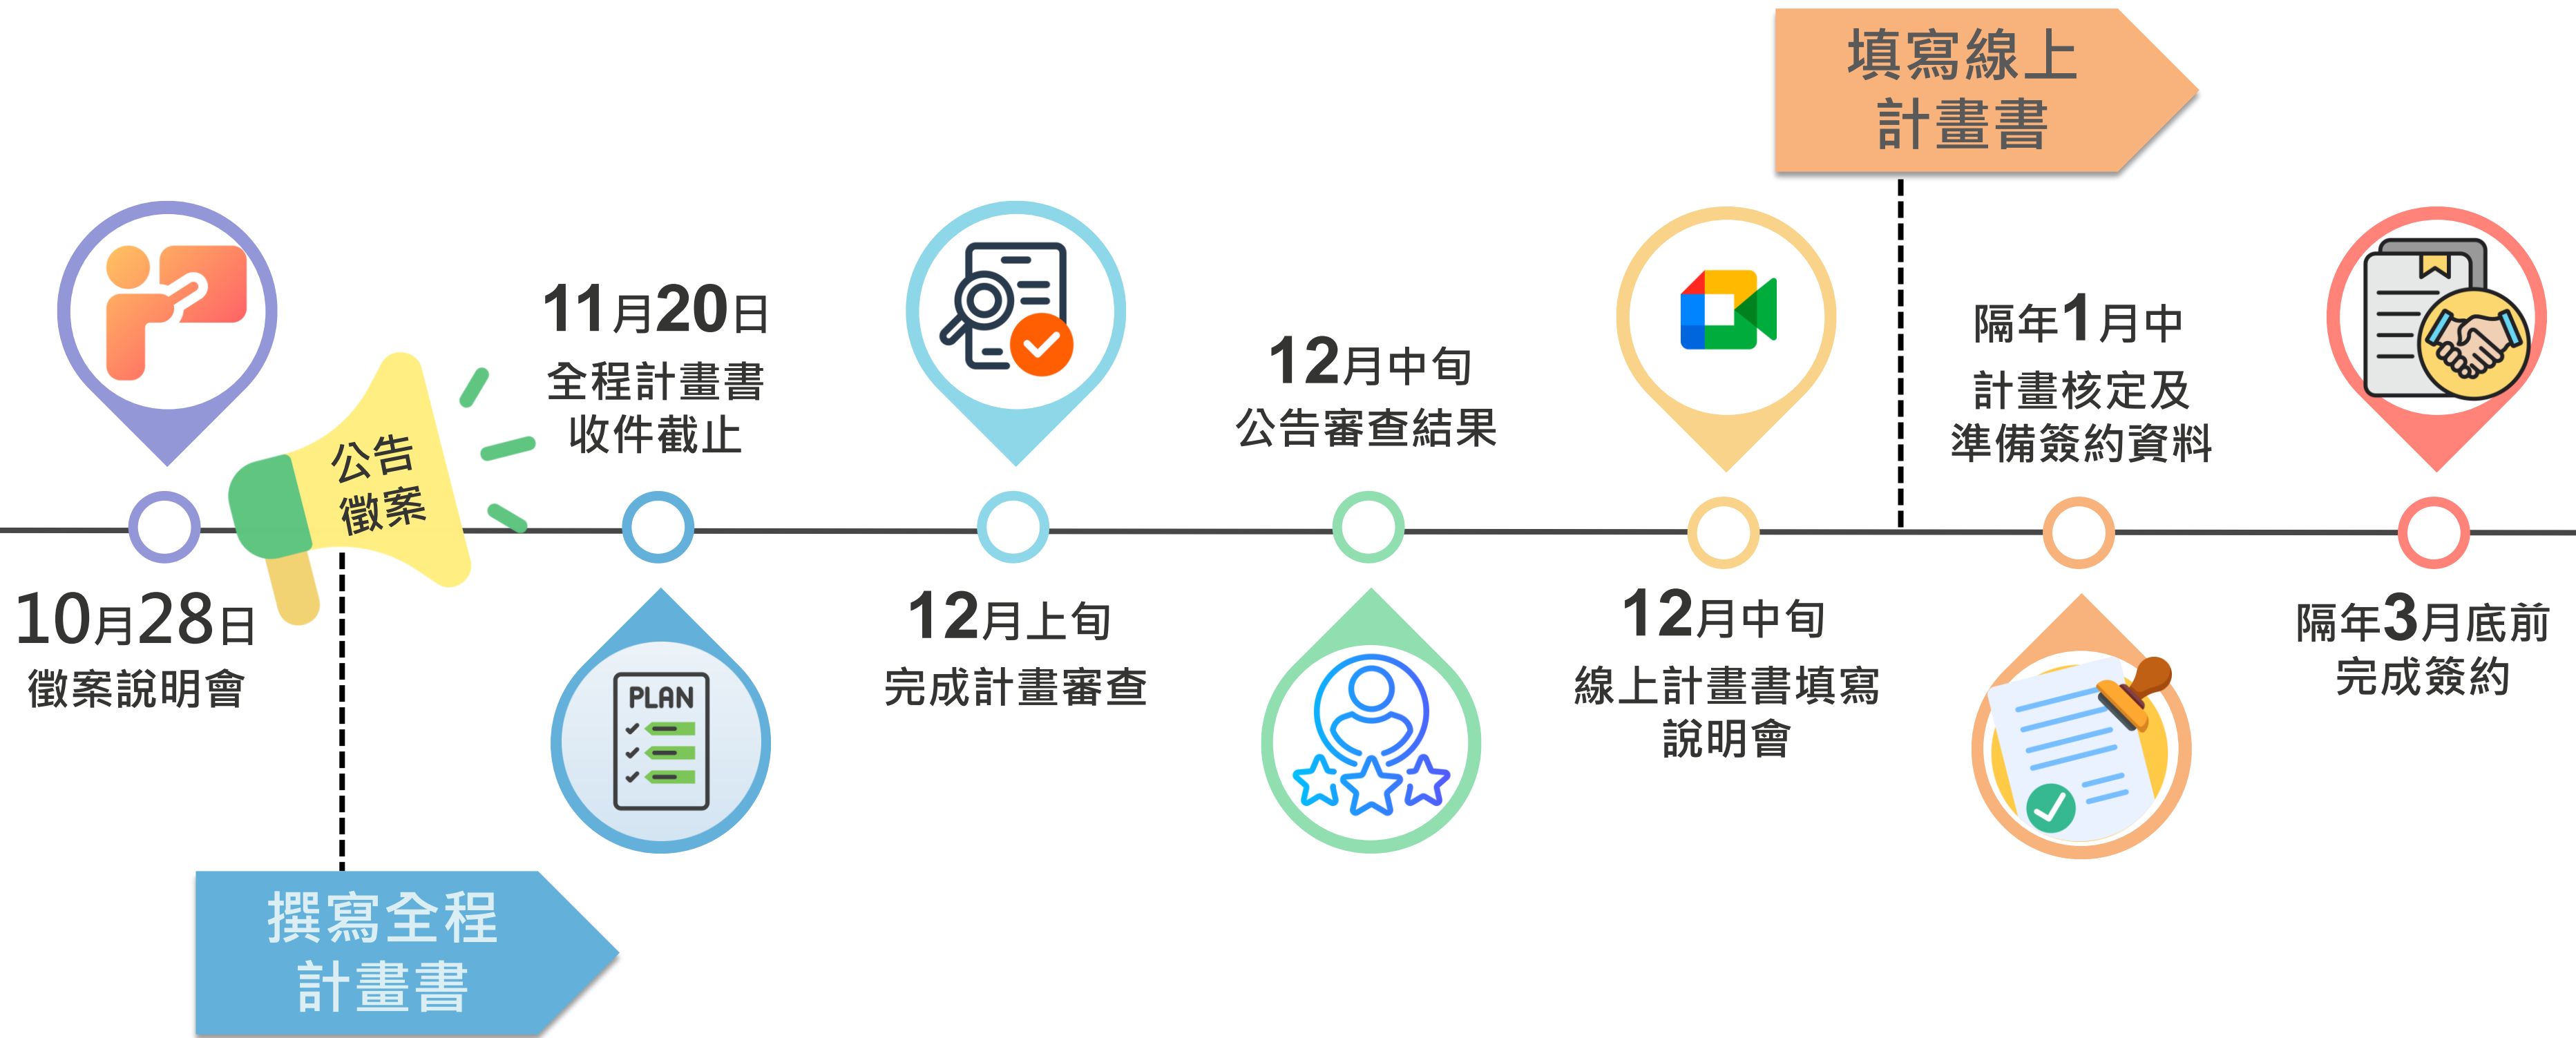 10月28日
徵案說明會
公告
徵案
撰寫全程
計畫書
11月20日
全程計畫書
收件截止
PLAN
12月上旬
完成計畫審查
12月中旬
公告審查結果
12月中旬
線上計畫書填寫
說明會
填寫線上
計畫書
隔年1月中
計畫核定及
準備簽約資料
隔年3月底前
完成簽約